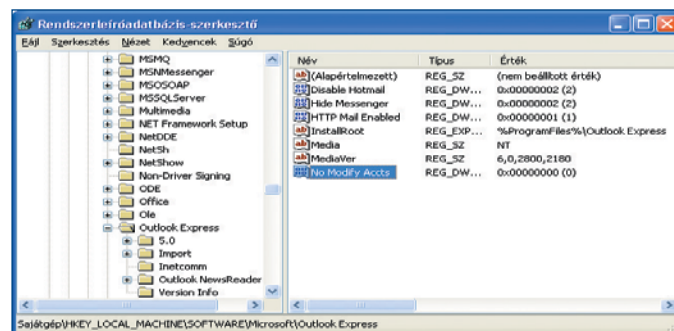 Rendszerleíróadatbázis-szerkesztő
Fájl Szerkesztés Nézet Kedvencek Súgó
MSMQ
MSNMessenger
MSOSOAP
MSSQLServer
Multimedia
NET Framework Setup
NetDDE
NetSh
NetShow
Non-Driver Signing
ODE
Office
Ole
Outlook Express
5.0
Import
Inetcomm
Outlook NewsReader
Version Info
Név Típus Érték
(Alapértelmezett) REG_SZ (nem beállított érték)
Disable Hotmail REG_DW... 0x00000002 (2)
Hide Messenger REG_DW... 0x00000002 (2)
HTTP Mail Enabled REG_DW... 0x00000001 (1)
InstallRoot REG_EXP... %ProgramFiles%\Outlook Express
Media REG_SZ NT
MediaVer REG_SZ 6,0,2800,2180
No Modify Accts REG_DW... 0x00000000 (0)
Sajátgép\HKEY_LOCAL_MACHINE\SOFTWARE\Microsoft\Outlook Express